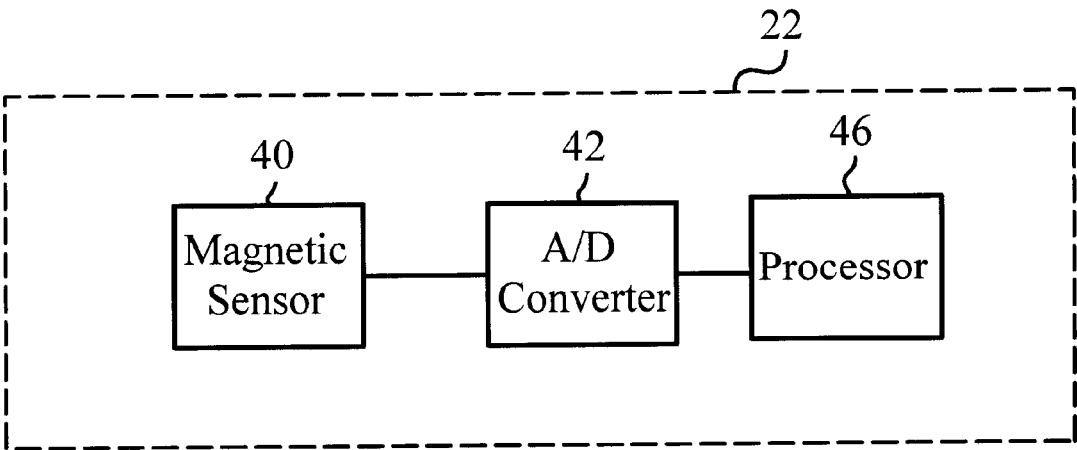 22
40
42
46
Magnetic
Sensor
A/D
Converter
Processor